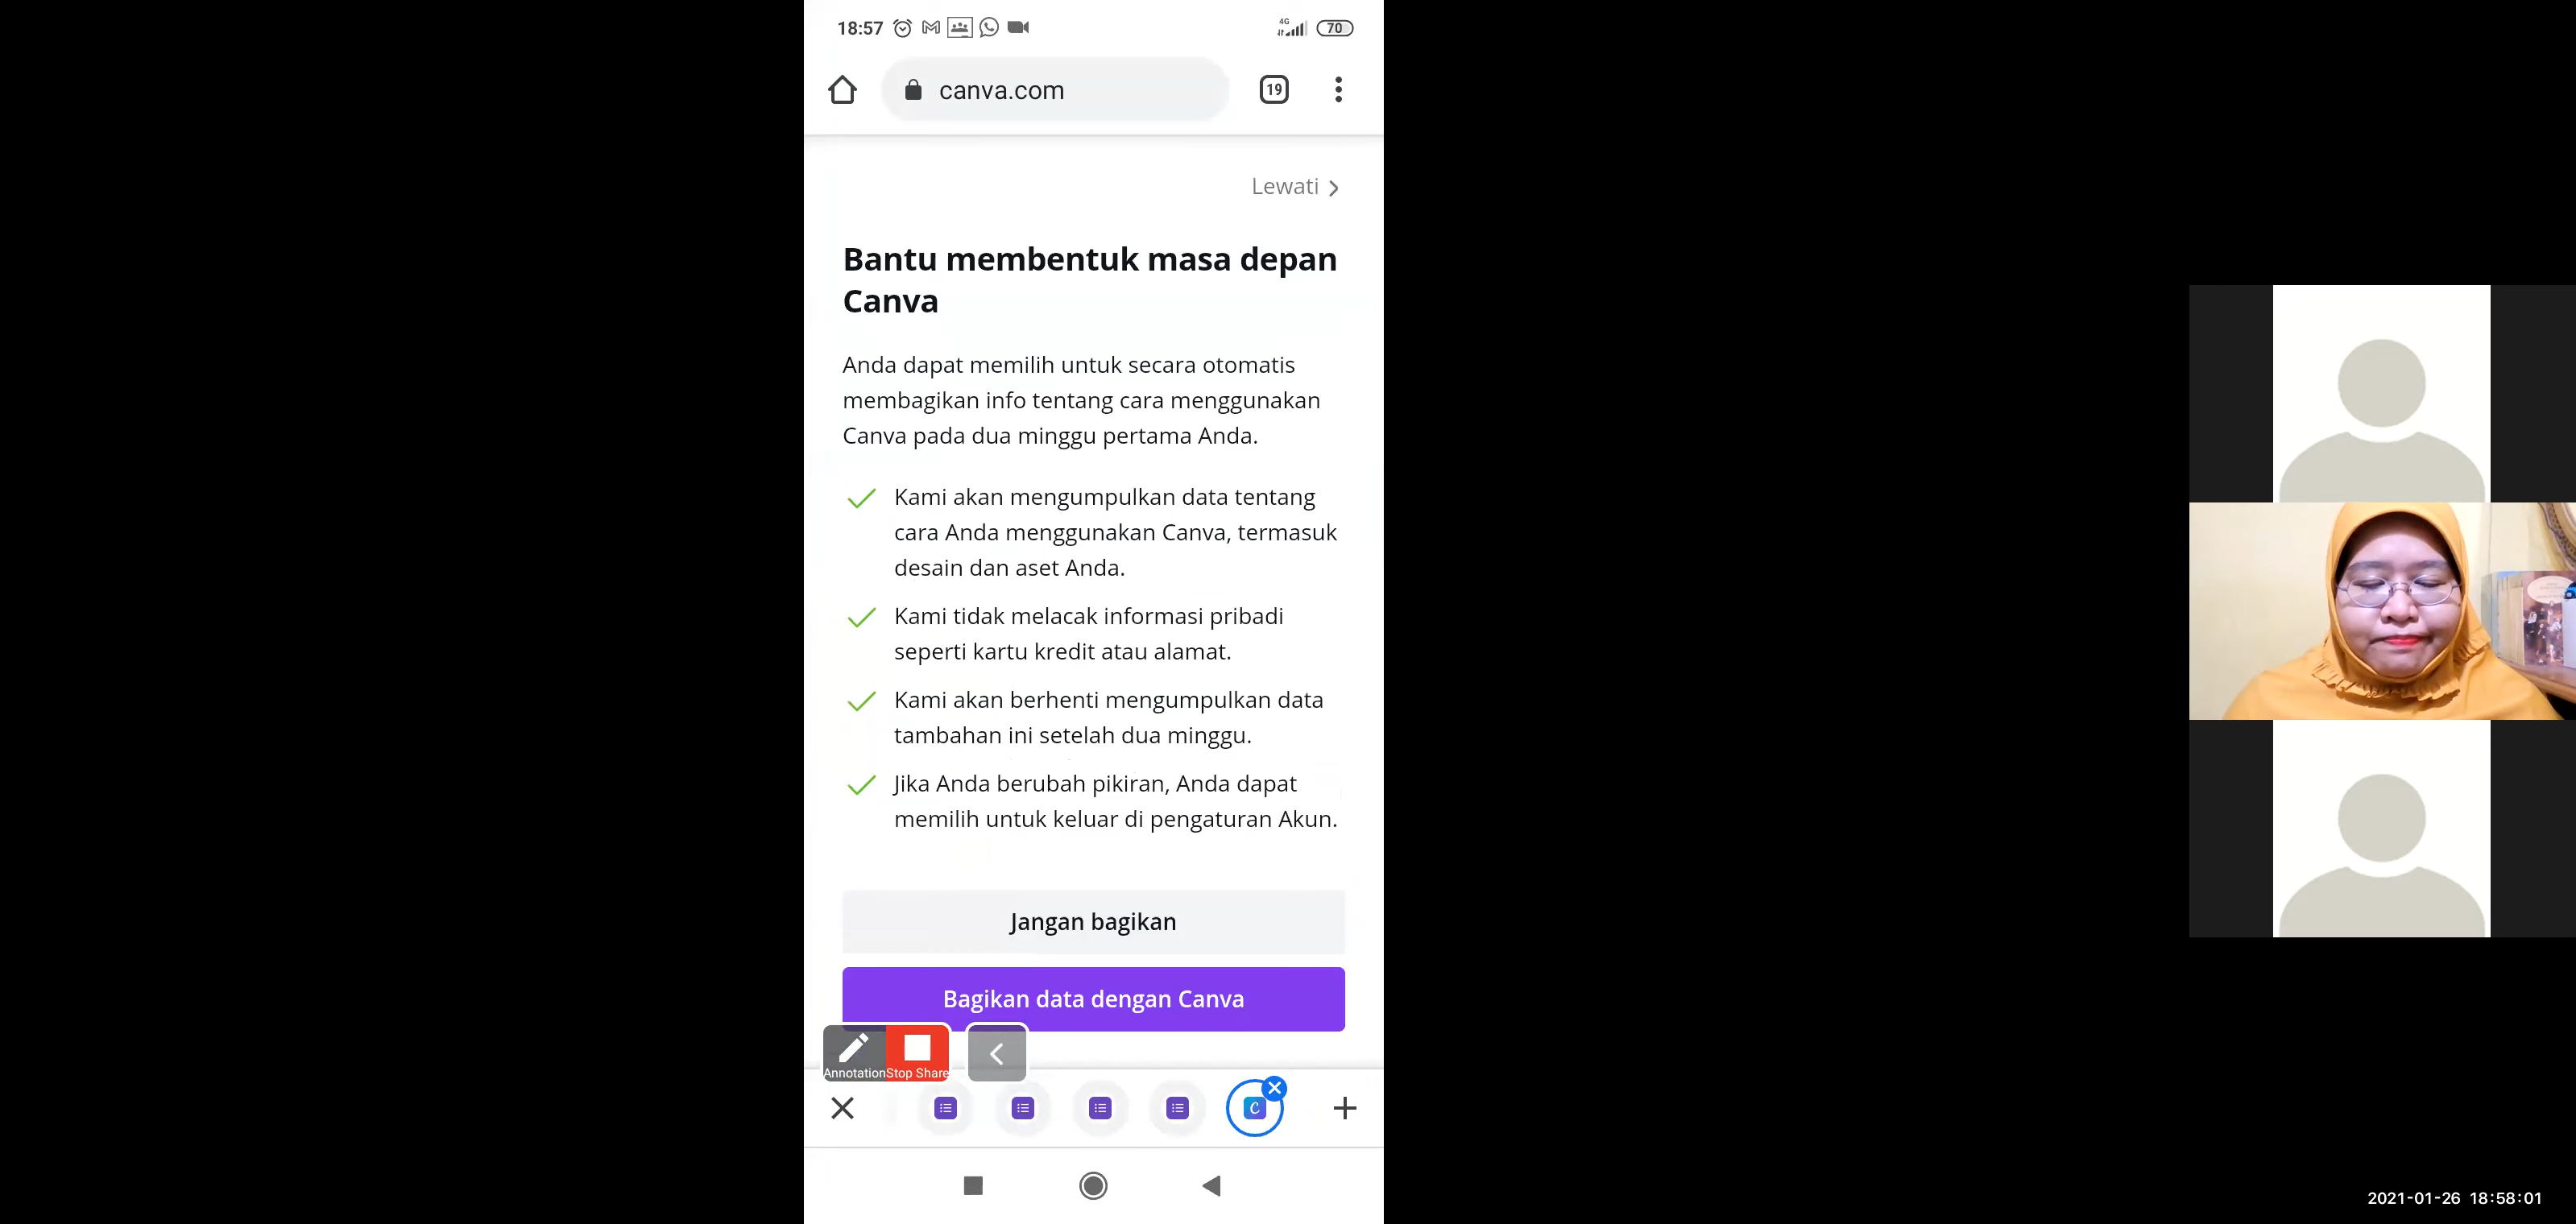 18:57
4G
70
canva.com
19
Lewati
Bantu membentuk masa depan
Canva
Anda dapat memilih untuk secara otomatis
membagikan info tentang cara menggunakan
Canva pada dua minggu pertama Anda.
Kami akan mengumpulkan data tentang
cara Anda menggunakan Canva, termasuk
desain dan aset Anda.
Kami tidak melacak informasi pribadi
seperti kartu kredit atau alamat.
Kami akan berhenti mengumpulkan data
tambahan ini setelah dua minggu.
Jika Anda berubah pikiran, Anda dapat
memilih untuk keluar di pengaturan Akun.
Jangan bagikan
Bagikan data dengan Canva
Annotation Stop Share
C
2021-01-26 18:58:01